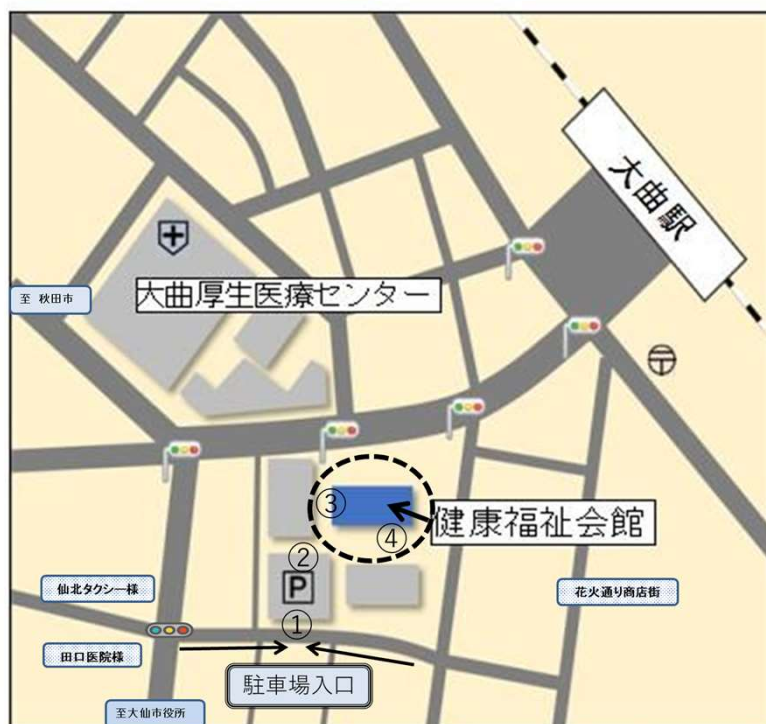 大曲駅
至 秋田市
大曲厚生医療センター
〒
③
④
健康福祉会館
②
P
仙北タクシー様
花火通り商店街
①
田口医院様
駐車場入口
至大仙市役所